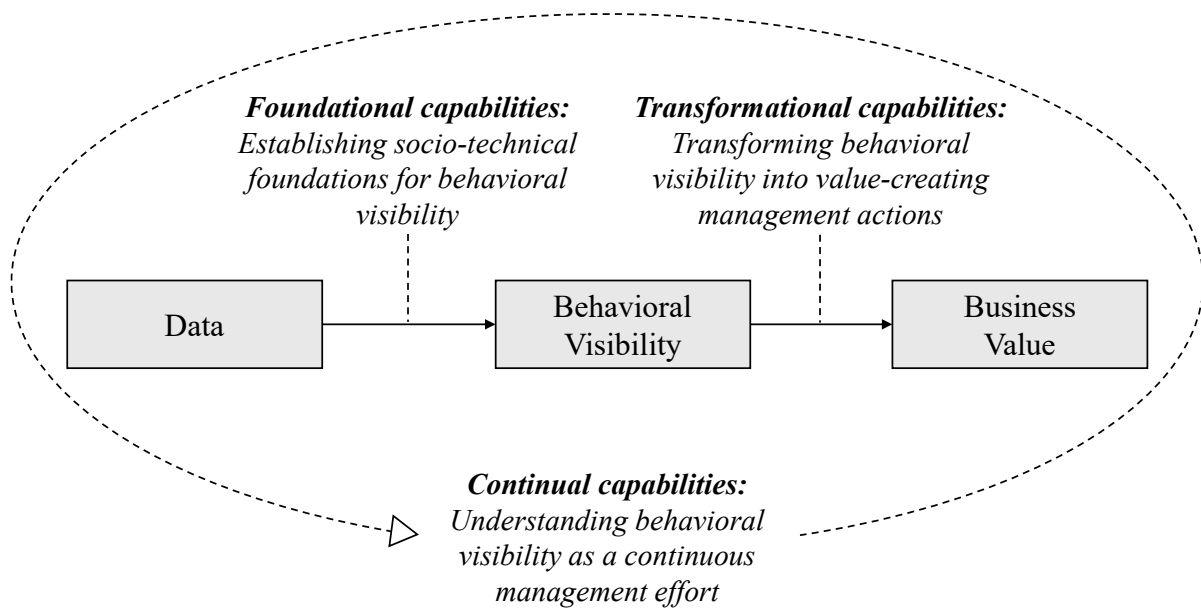 Foundational capabilities:
Establishing socio-technical
foundations for behavioral
visibility
Transformational capabilities:
Transforming behavioral
visibility into value-creating
management actions
Data
Behavioral
Visibility
Business
Value
Continual capabilities:
Understanding behavioral
visibility as a continuous
management effort